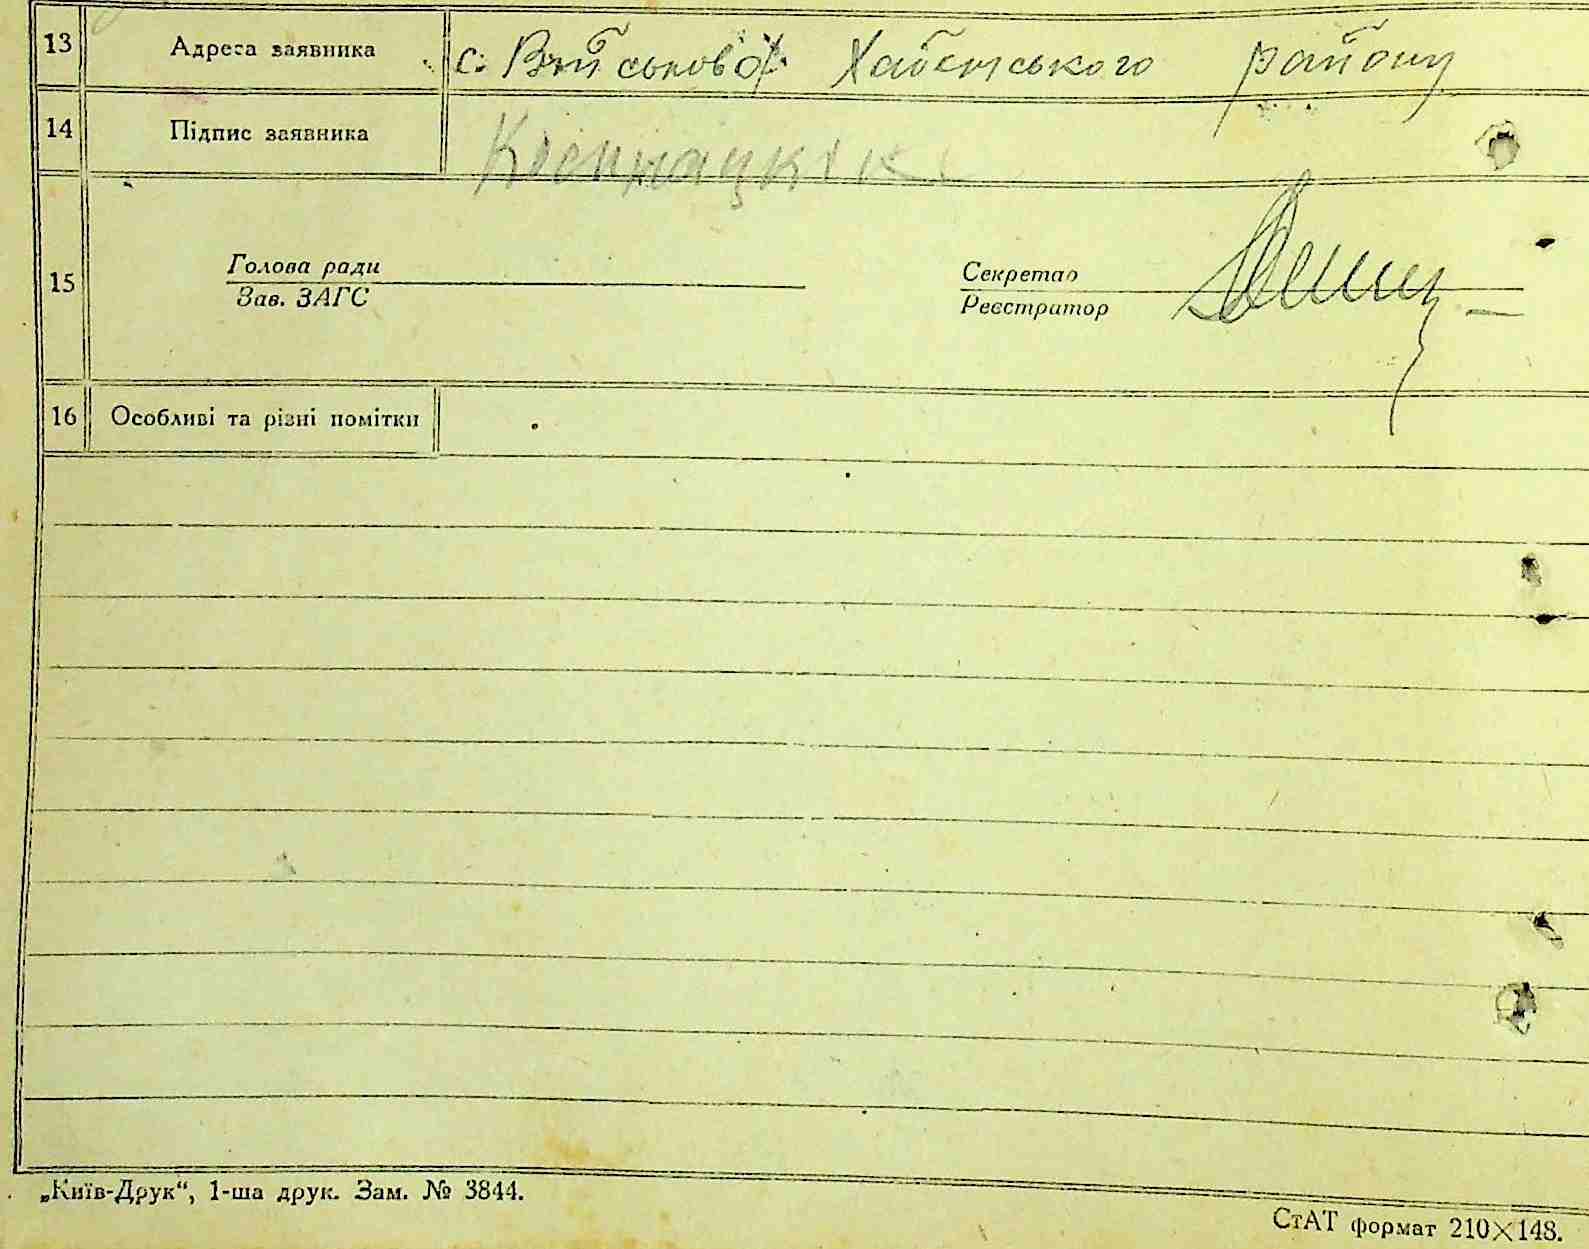 13 Адреса заявника с. Військово Хабенського району
14 Підпис заявника
15 Голова ради
Зав. ЗАГС
Секретар
Реєстратор
16 Особливі та різні помітки
„Київ-Друк“, 1-ша друк. Зам. № 3844.
СтАТ формат 210×148.